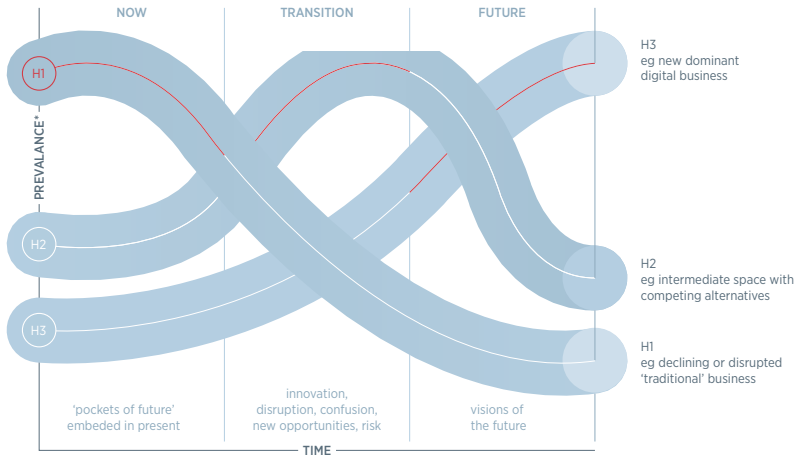 NOW
TRANSITION
FUTURE
H1
H2
H3
PREVALANCE*
H3
eg new dominant
digital business
H2
eg intermediate space with
competing alternatives
H1
eg declining or disrupted
‘traditional’ business
‘pockets of future’
embeded in present
innovation,
disruption, confusion,
new opportunities, risk
visions of
the future
TIME